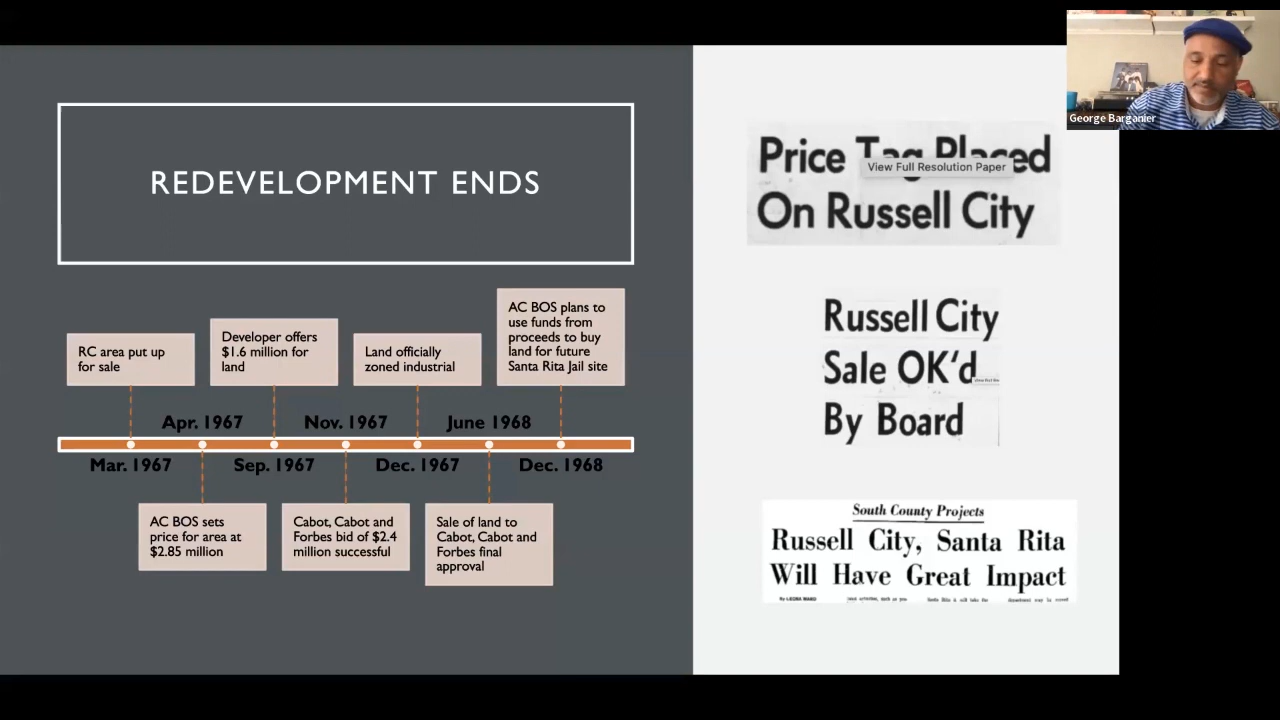 REDEVELOPMENT ENDS
RC area put up
for sale
Developer offers
$1.6 million for
land
Land officially
zoned industrial
AC BOS plans to
use funds from
proceeds to buy
land for future
Santa Rita Jail site
Apr. 1967
Nov. 1967
June 1968
Mar. 1967
Sep. 1967
Dec. 1967
Dec. 1968
AC BOS sets
price for area at
$2.85 million
Cabot, Cabot and
Forbes bid of $2.4
million successful
Sale of land to
Cabot, Cabot and
Forbes final
approval
Price Tag Placed
View Full Resolution Paper
On Russell City
Russell City
Sale OK'd
By Board
South County Projects
Russell City, Santa Rita
Will Have Great Impact
George Barganier